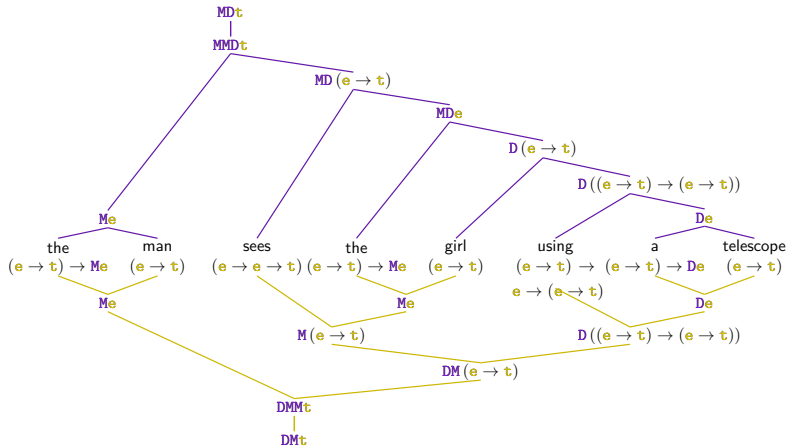 MDt
MMDt
MD (e → t)
MDe
D (e → t)
D ((e → t) → (e → t))
Me De
the man sees the girl using a telescope
(e → t) → Me (e → t) (e → e → t) (e → t) → Me (e → t) (e → t) → (e → t) → De (e → t)
e → (e → t)
Me Me De
M (e → t) D ((e → t) → (e → t))
DM (e → t)
DMMt
DMt